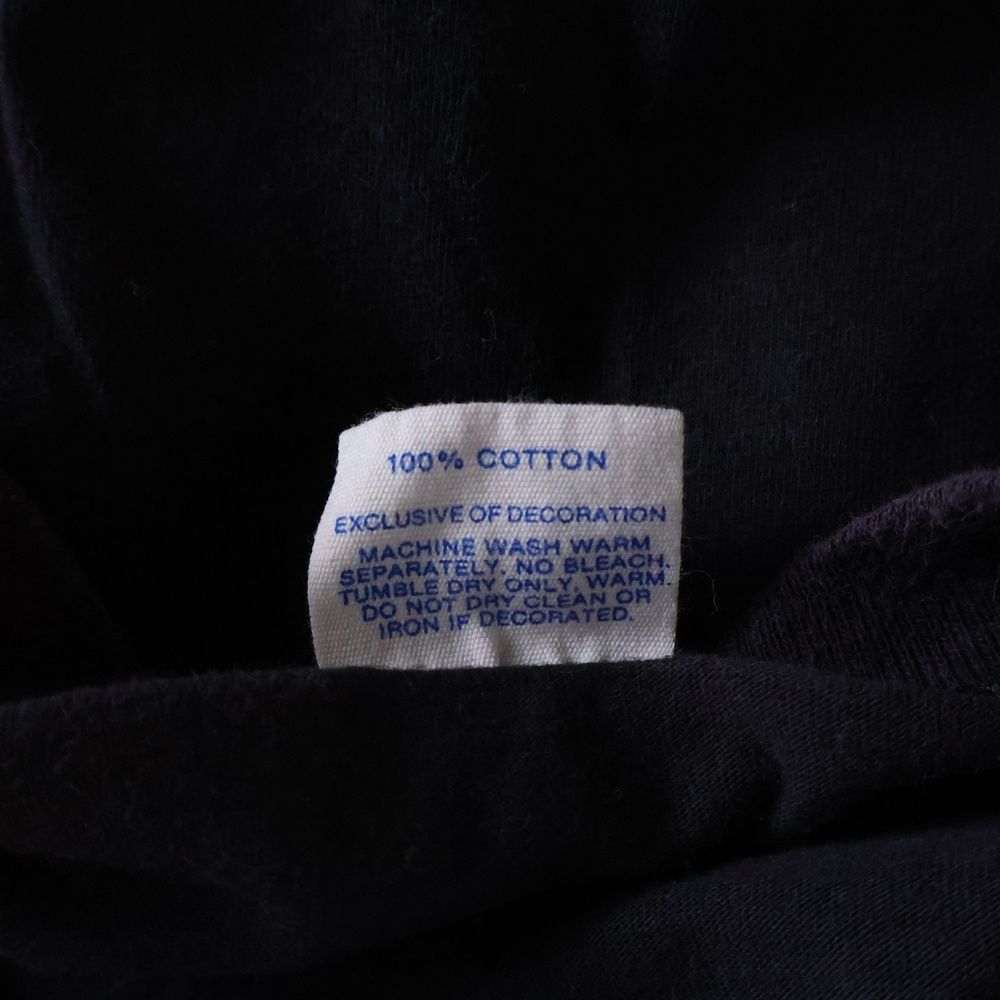 100% COTTON
EXCLUSIVE OF DECORATION
MACHINE WASH WARM
SEPARATELY. NO BLEACH.
TUMBLE DRY ONLY, WARM.
DO NOT DRY CLEAN OR
IRON IF DECORATED.